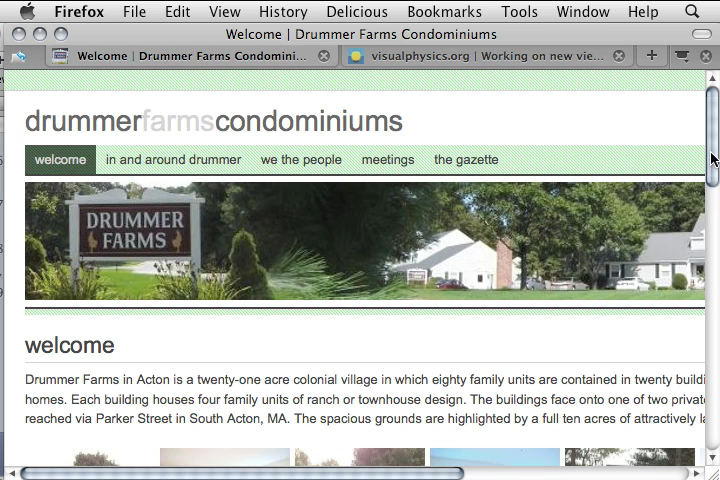 Firefox File Edit View History Delicious Bookmarks Tools Window Help
Welcome | Drummer Farms Condominiums
Welcome | Drummer Farms Condomini... visualphysics.org | Working on new vie...
drummerfarmscondominiums
welcome in and around drummer we the people meetings the gazette
DRUMMER
FARMS
welcome
Drummer Farms in Acton is a twenty-one acre colonial village in which eighty family units are contained in twenty buildi
homes. Each building houses four family units of ranch or townhouse design. The buildings face onto one of two privat
reached via Parker Street in South Acton, MA. The spacious grounds are highlighted by a full ten acres of attractively la